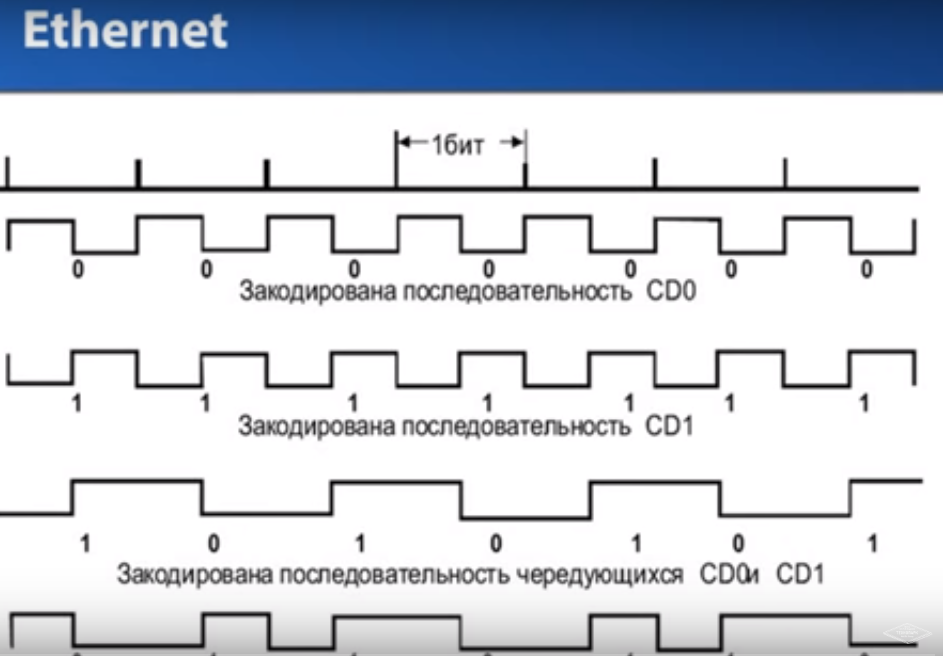 Ethernet
1бит
0 0 0 0 0 0 0
Закодирована последовательность CD0
1 1 1 1 1 1 1
Закодирована последовательность CD1
1 0 1 0 1 0 1
Закодирована последовательность чередующихся CD0и CD1